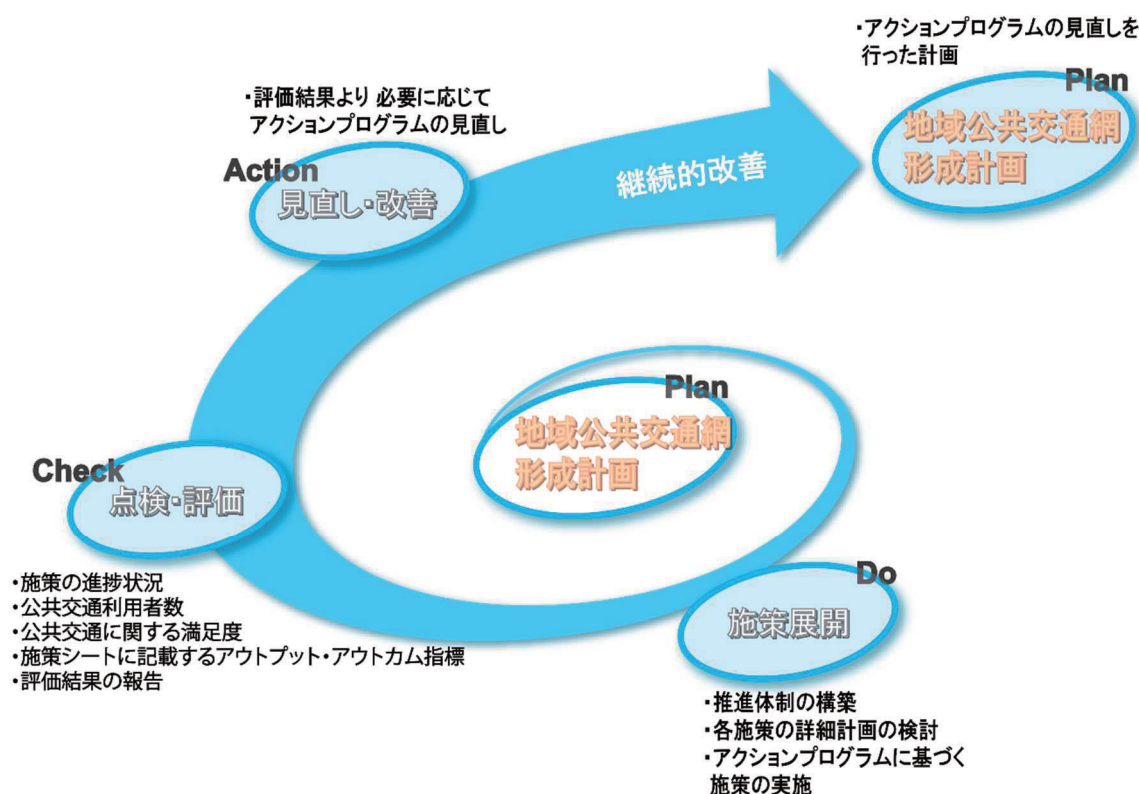 ・アクションプログラムの見直しを
行った計画
Plan
地域公共交通網
形成計画
・評価結果より 必要に応じて
アクションプログラムの見直し
Action
見直し・改善
継続的改善
Plan
地域公共交通網
形成計画
Check
点検・評価
・施策の進捗状況
・公共交通利用者数
・公共交通に関する満足度
・施策シートに記載するアウトプット・アウトカム指標
・評価結果の報告
Do
施策展開
・推進体制の構築
・各施策の詳細計画の検討
・アクションプログラムに基づく
施策の実施